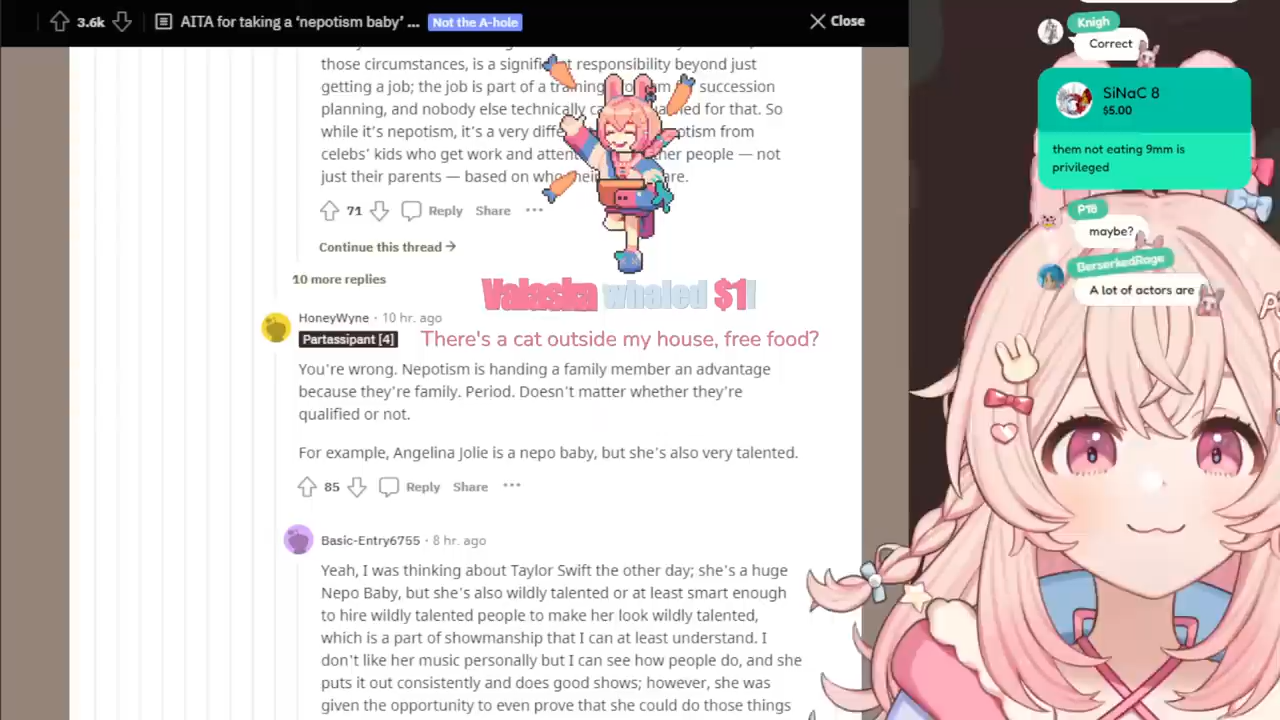 3.6k
AITA for taking a ‘nepotism baby’ ...
Not the A-hole
Close
those circumstances, is a significant responsibility beyond just
getting a job; the job is part of a training succession
planning, and nobody else technically for that. So
while it’s nepotism, it’s a very from
celebs’ kids who get work and people — not
just their parents — based on are.
71
Reply
Share
...
Continue this thread →
10 more replies
Valaska whaled $1!
There's a cat outside my house, free food?
HoneyWyne · 10 hr. ago
Partassipant [4]
You’re wrong. Nepotism is handing a family member an advantage
because they’re family. Period. Doesn’t matter whether they’re
qualified or not.
For example, Angelina Jolie is a nepo baby, but she’s also very talented.
85
Reply
Share
...
Basic-Entry6755 · 8 hr. ago
Yeah, I was thinking about Taylor Swift the other day; she’s a huge
Nepo Baby, but she’s also wildly talented or at least smart enough
to hire wildly talented people to make her look wildly talented,
which is a part of showmanship that I can at least understand. I
don’t like her music personally but I can see how people do, and she
puts it out consistently and does good shows; however, she was
given the opportunity to even prove that she could do those things
Knigh
Correct
SiNaC 8
$5.00
them not eating 9mm is
privileged
P18
maybe?
BerserkedRage
A lot of actors are